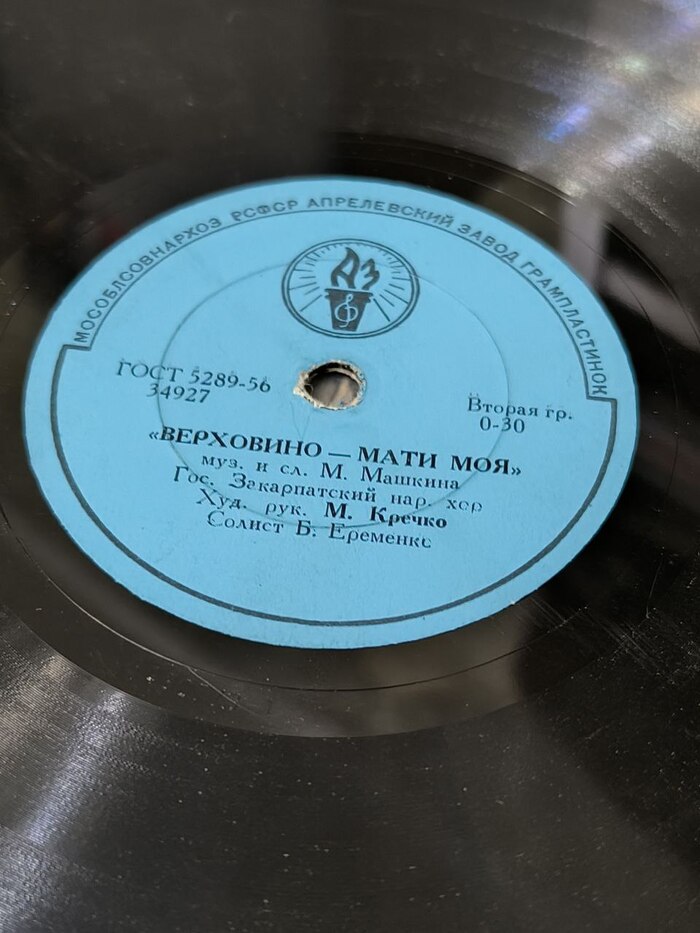 МОСОБЛСОВНАРХОЗ РСФСР АПРЕЛЕВСКИЙ ЗАВОД ГРАМПЛАСТИНОК
АЗ
ГОСТ 5289-56
34927
Вторая гр.
0-30
«ВЕРХОВИНО — МАТИ МОЯ»
муз. и сл. М. Машкина
Гос. Закарпатский нар. хор
Худ. рук. М. Кречко
Солист Б. Еременко